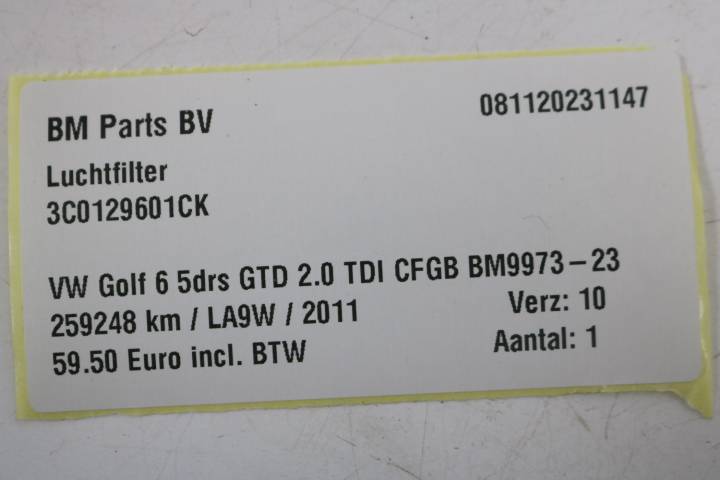 BM Parts BV 081120231147
Luchtfilter
3C0129601CK
VW Golf 6 5drs GTD 2.0 TDI CFGB BM9973-23
259248 km / LA9W / 2011 Verz: 10
59.50 Euro incl. BTW Aantal: 1